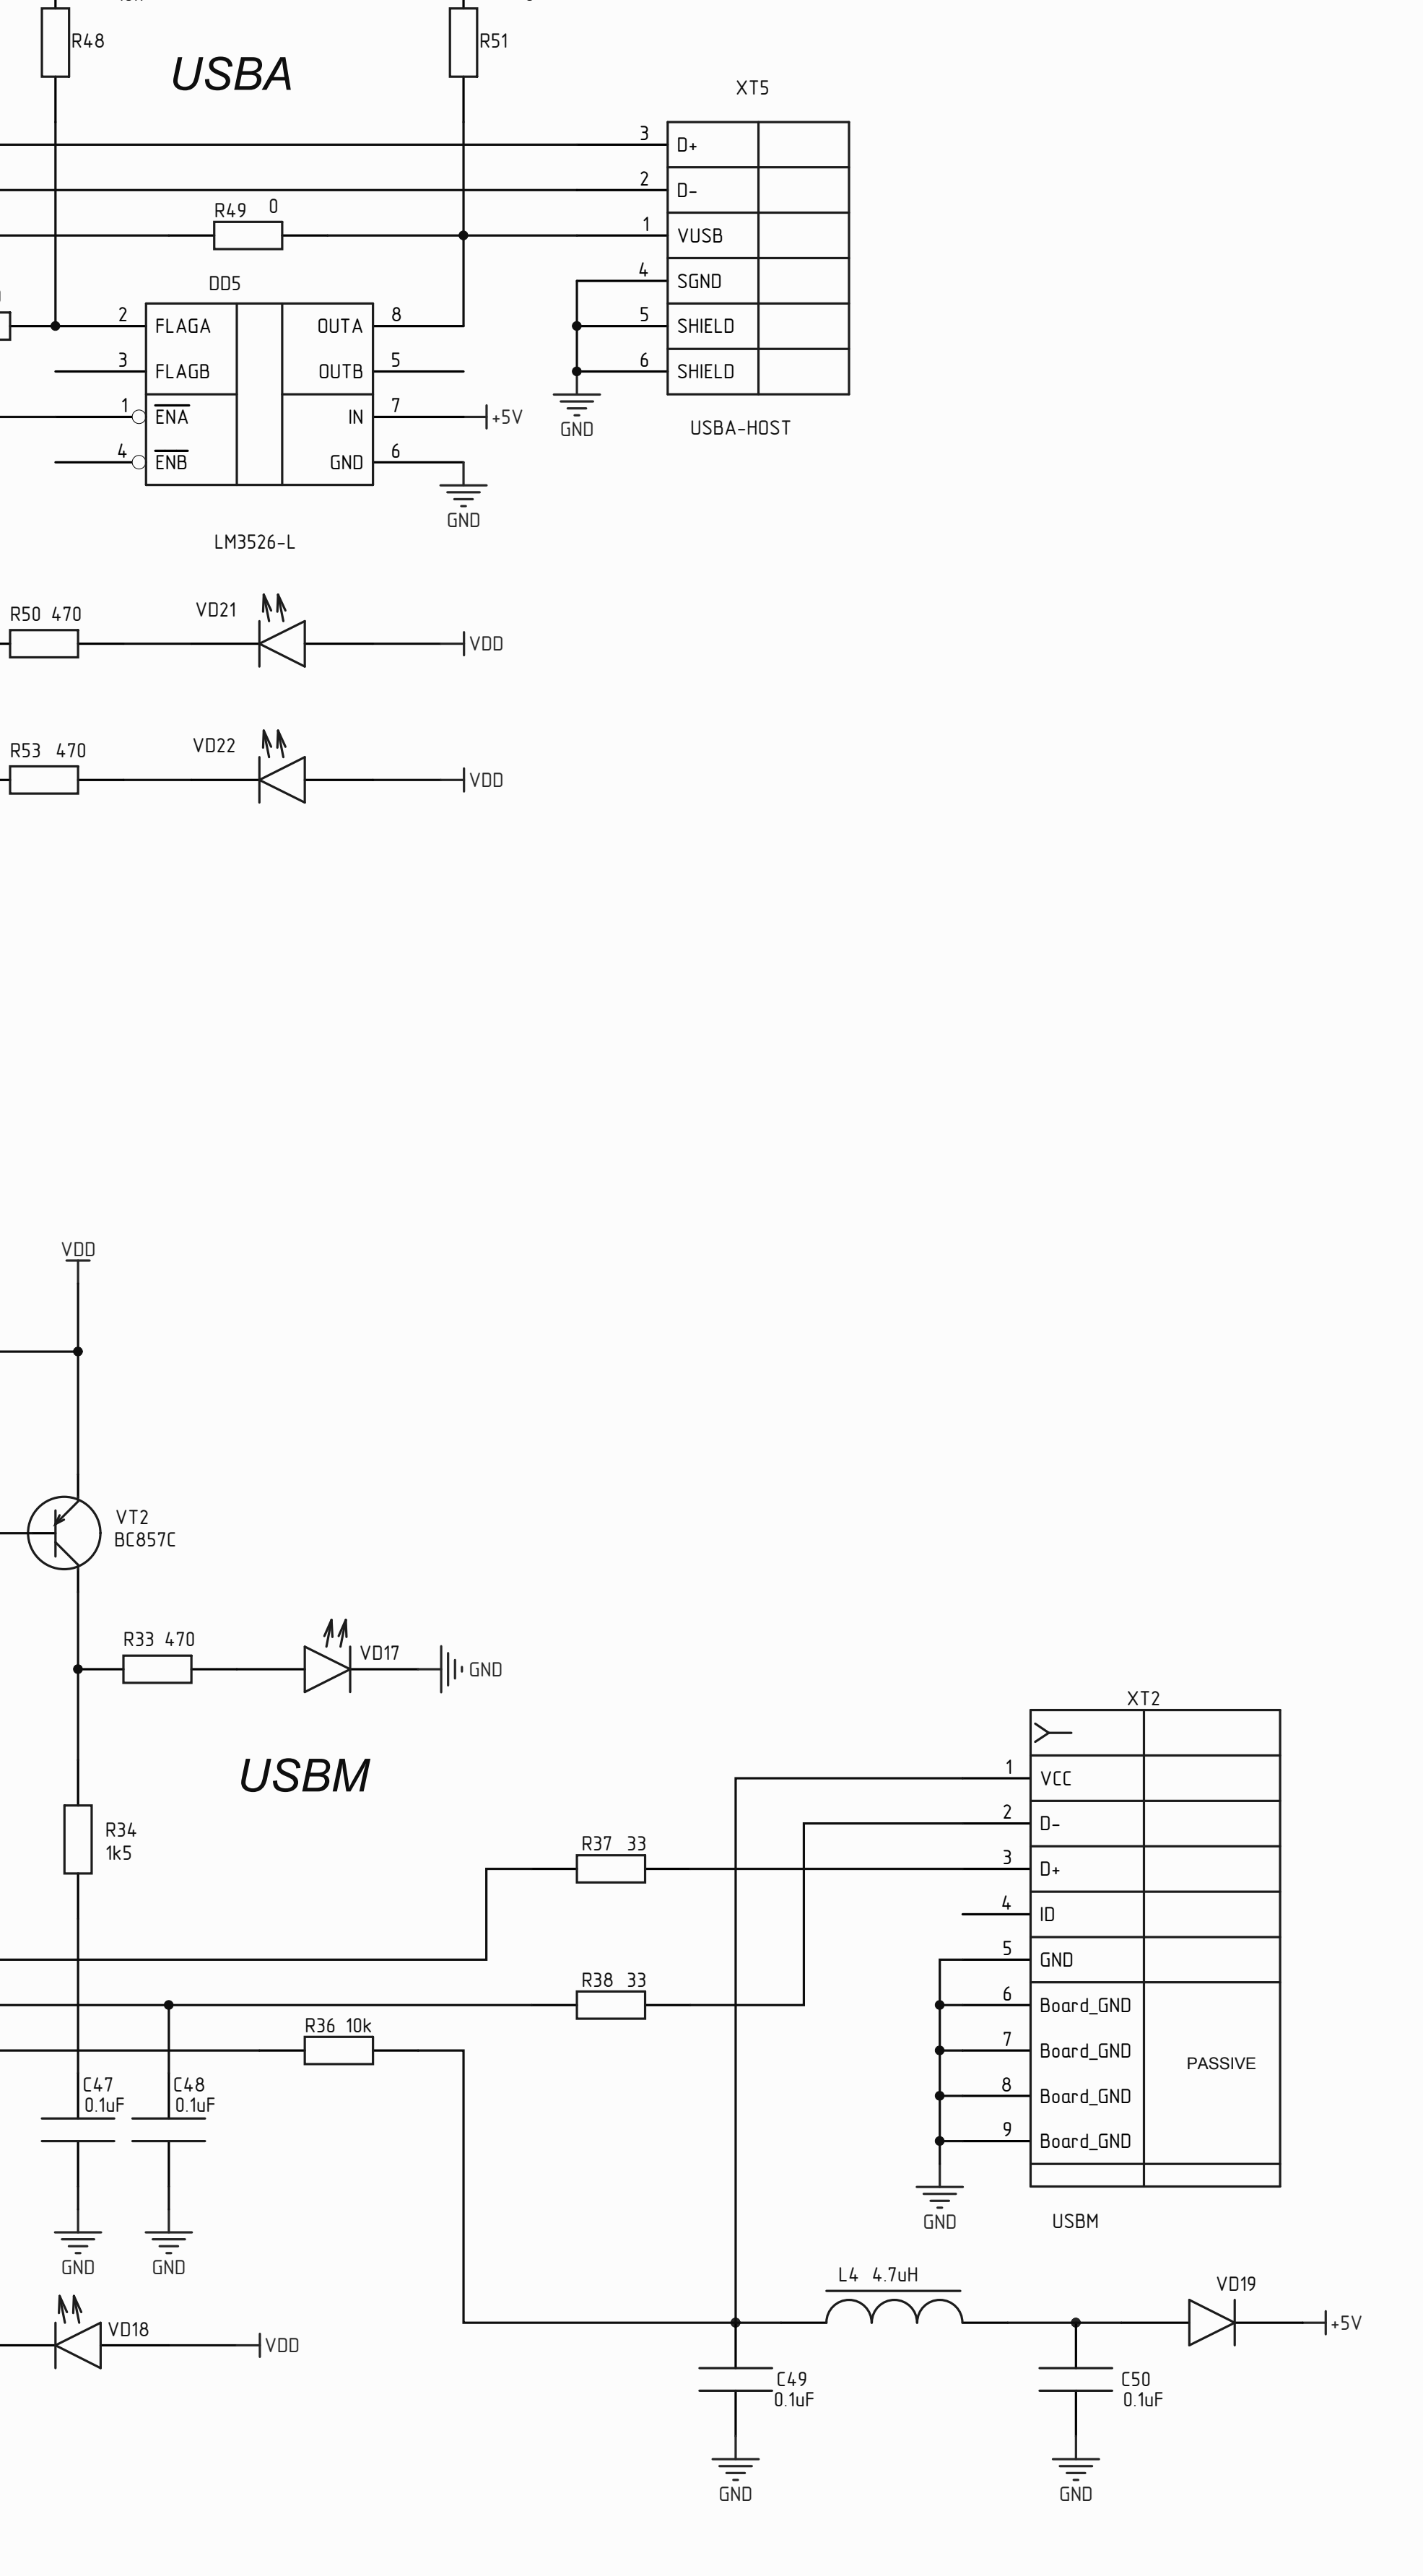 R48
USBA
R51
XT5
3 D+
2 D-
R49 0
1 VUSB
4 SGND
DD5
2 FLAGA OUTA 8
5 SHIELD
3 FLAGB OUTB 5
6 SHIELD
1 ENA IN 7 +5V
GND
USBA-HOST
4 ENB GND 6
GND
LM3526-L
R50 470 VD21
VDD
R53 470 VD22
VDD
VDD
VT2
BC857C
R33 470 VD17
GND
XT2
USBM
1 VCC
2 D-
R34
1k5
R37 33
3 D+
4 ID
5 GND
R38 33
6 Board_GND
R36 10k
7 Board_GND
PASSIVE
C47
0.1uF
C48
0.1uF
8 Board_GND
9 Board_GND
GND
USBM
GND
GND
L4 4.7uH
VD19
VD18
VDD
+5V
C49
0.1uF
C50
0.1uF
GND
GND